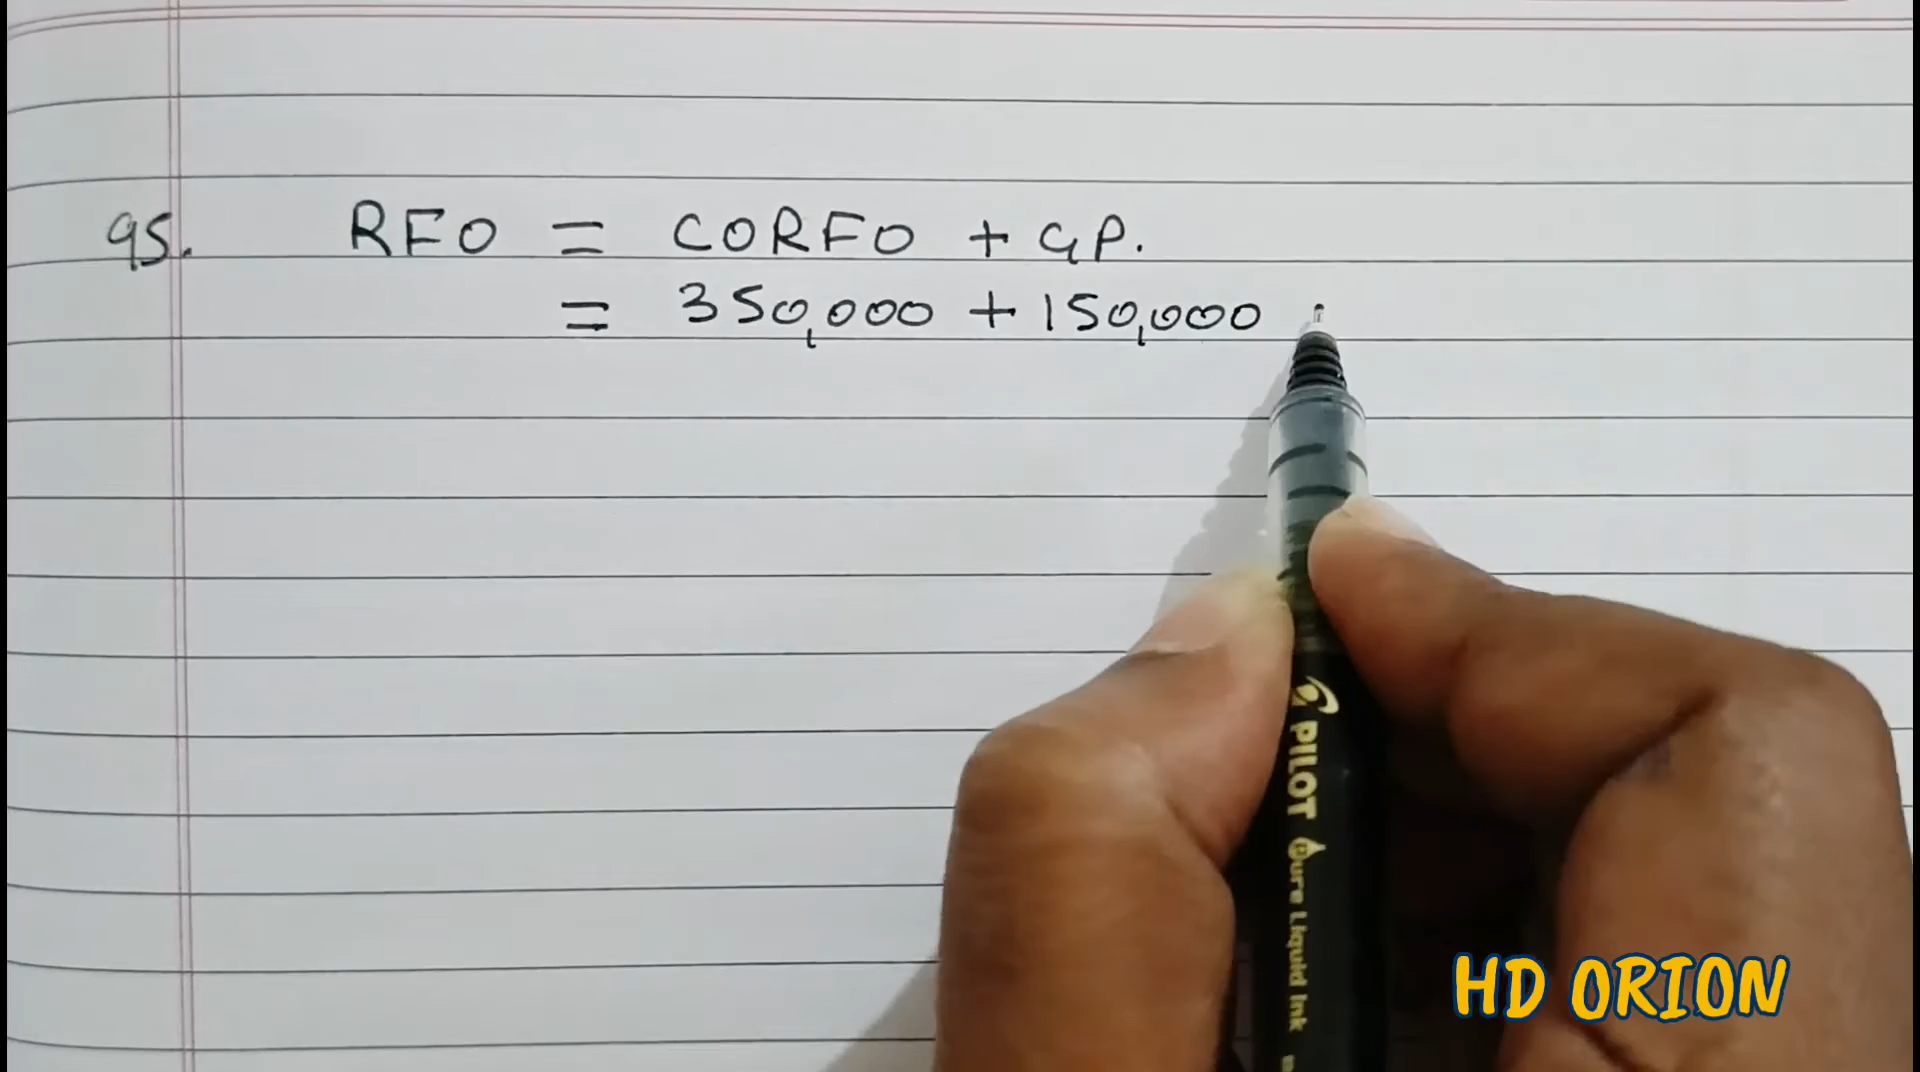 95. RFO = CORFO + GP.
= 350,000 + 150,000
PILOT Pure Liquid Ink
HD ORION